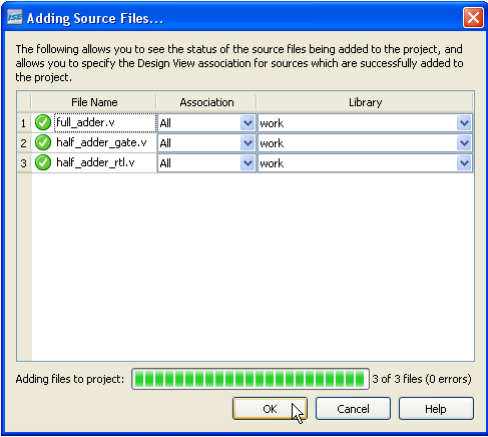 ISE Adding Source Files...
The following allows you to see the status of the source files being added to the project, and
allows you to specify the Design View association for sources which are successfully added to
the project.
File Name Association Library
1 full_adder.v All work
2 half_adder_gate.v All work
3 half_adder_rtl.v All work
Adding files to project: 3 of 3 files (0 errors)
OK Cancel Help